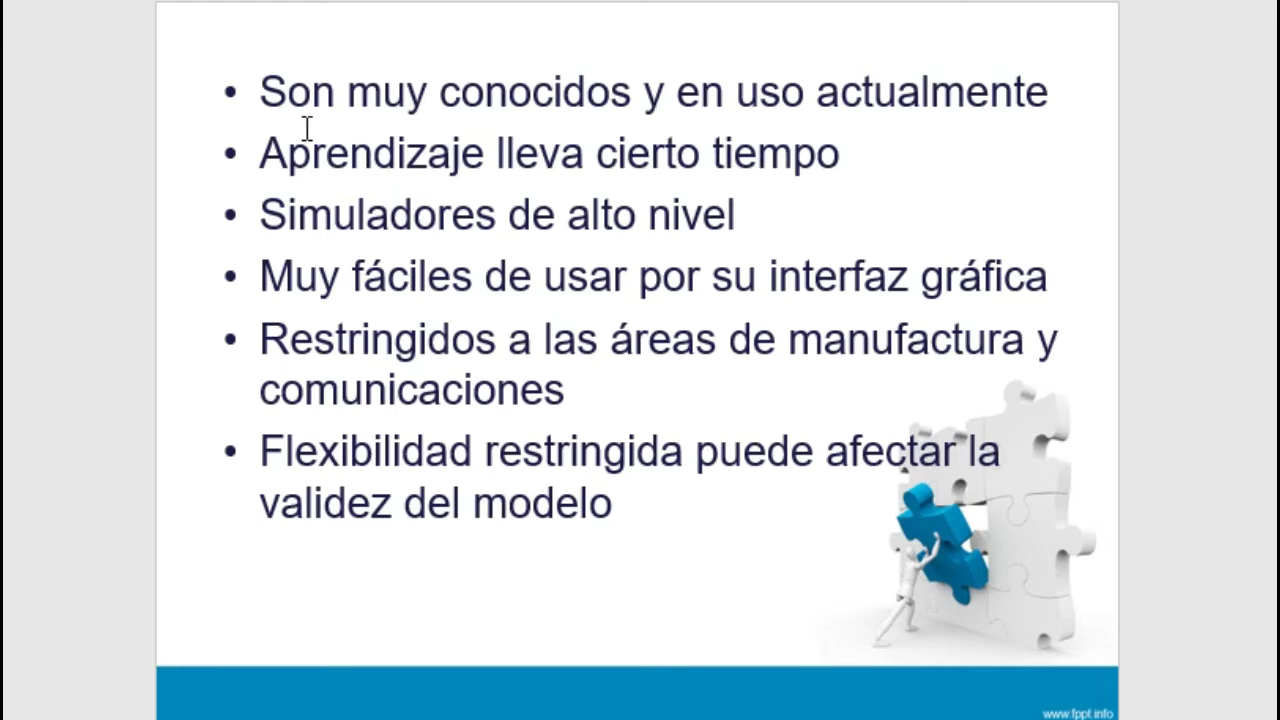 • Son muy conocidos y en uso actualmente
• Aprendizaje lleva cierto tiempo
• Simuladores de alto nivel
• Muy fáciles de usar por su interfaz gráfica
• Restringidos a las áreas de manufactura y
comunicaciones
• Flexibilidad restringida puede afectar la
validez del modelo
www.fppt.info